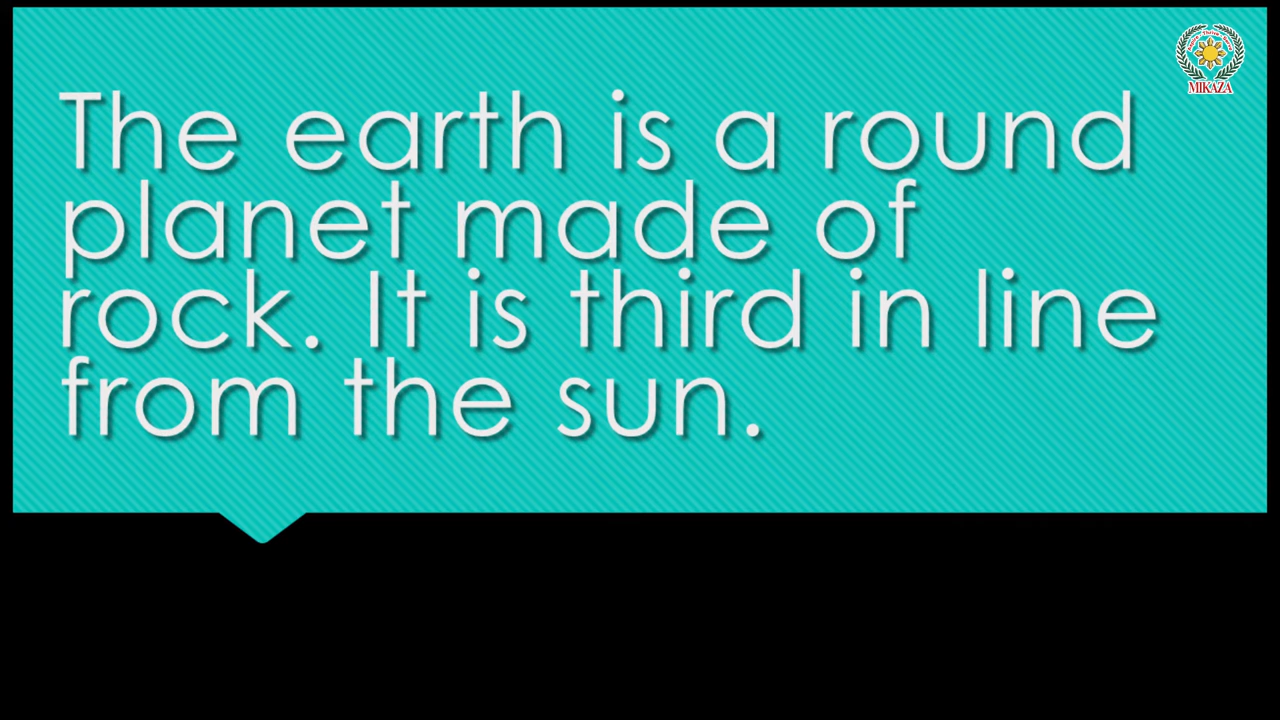 The earth is a round
planet made of
rock. It is third in line
from the sun.
MIKAZA